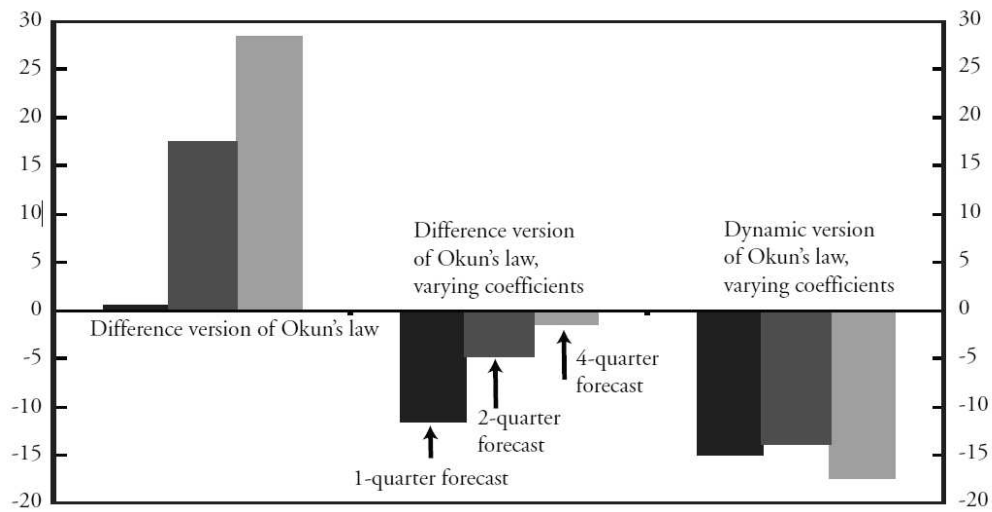 30
30
25
25
20
20
15
15
10
10
Difference version
of Okun's law,
varying coefficients
Dynamic version
of Okun's law,
varying coefficients
5
5
0
0
Difference version of Okun's law
-5
-5
4-quarter
forecast
-10
-10
2-quarter
forecast
-15
-15
1-quarter forecast
-20
-20